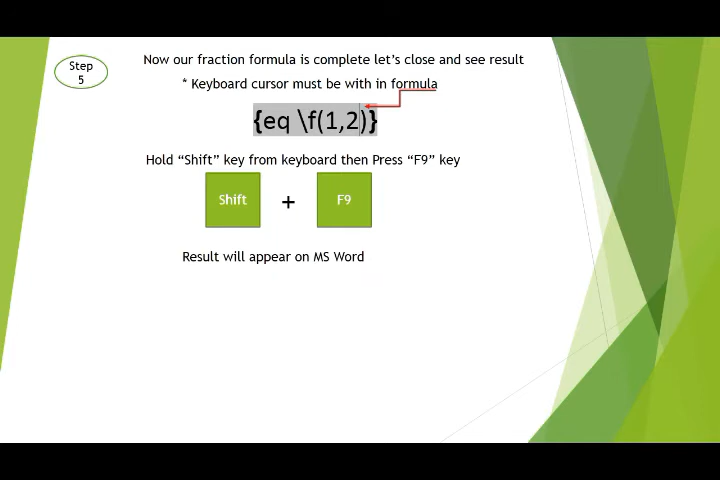 Step
5
Now our fraction formula is complete let's close and see result
* Keyboard cursor must be with in formula
{eq \f(1,2)}
Hold “Shift” key from keyboard then Press “F9” key
Shift + F9
Result will appear on MS Word